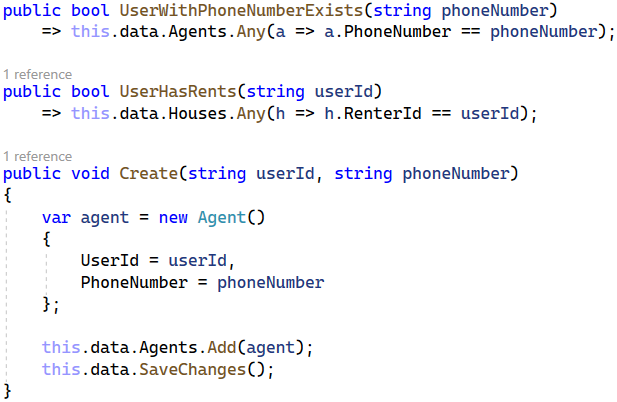 public bool UserWithPhoneNumberExists(string phoneNumber)
    => this.data.Agents.Any(a => a.PhoneNumber == phoneNumber);
1 reference
public bool UserHasRents(string userId)
    => this.data.Houses.Any(h => h.RenterId == userId);
1 reference
public void Create(string userId, string phoneNumber)
{
    var agent = new Agent()
    {
        UserId = userId,
        PhoneNumber = phoneNumber
    };
    this.data.Agents.Add(agent);
    this.data.SaveChanges();
}